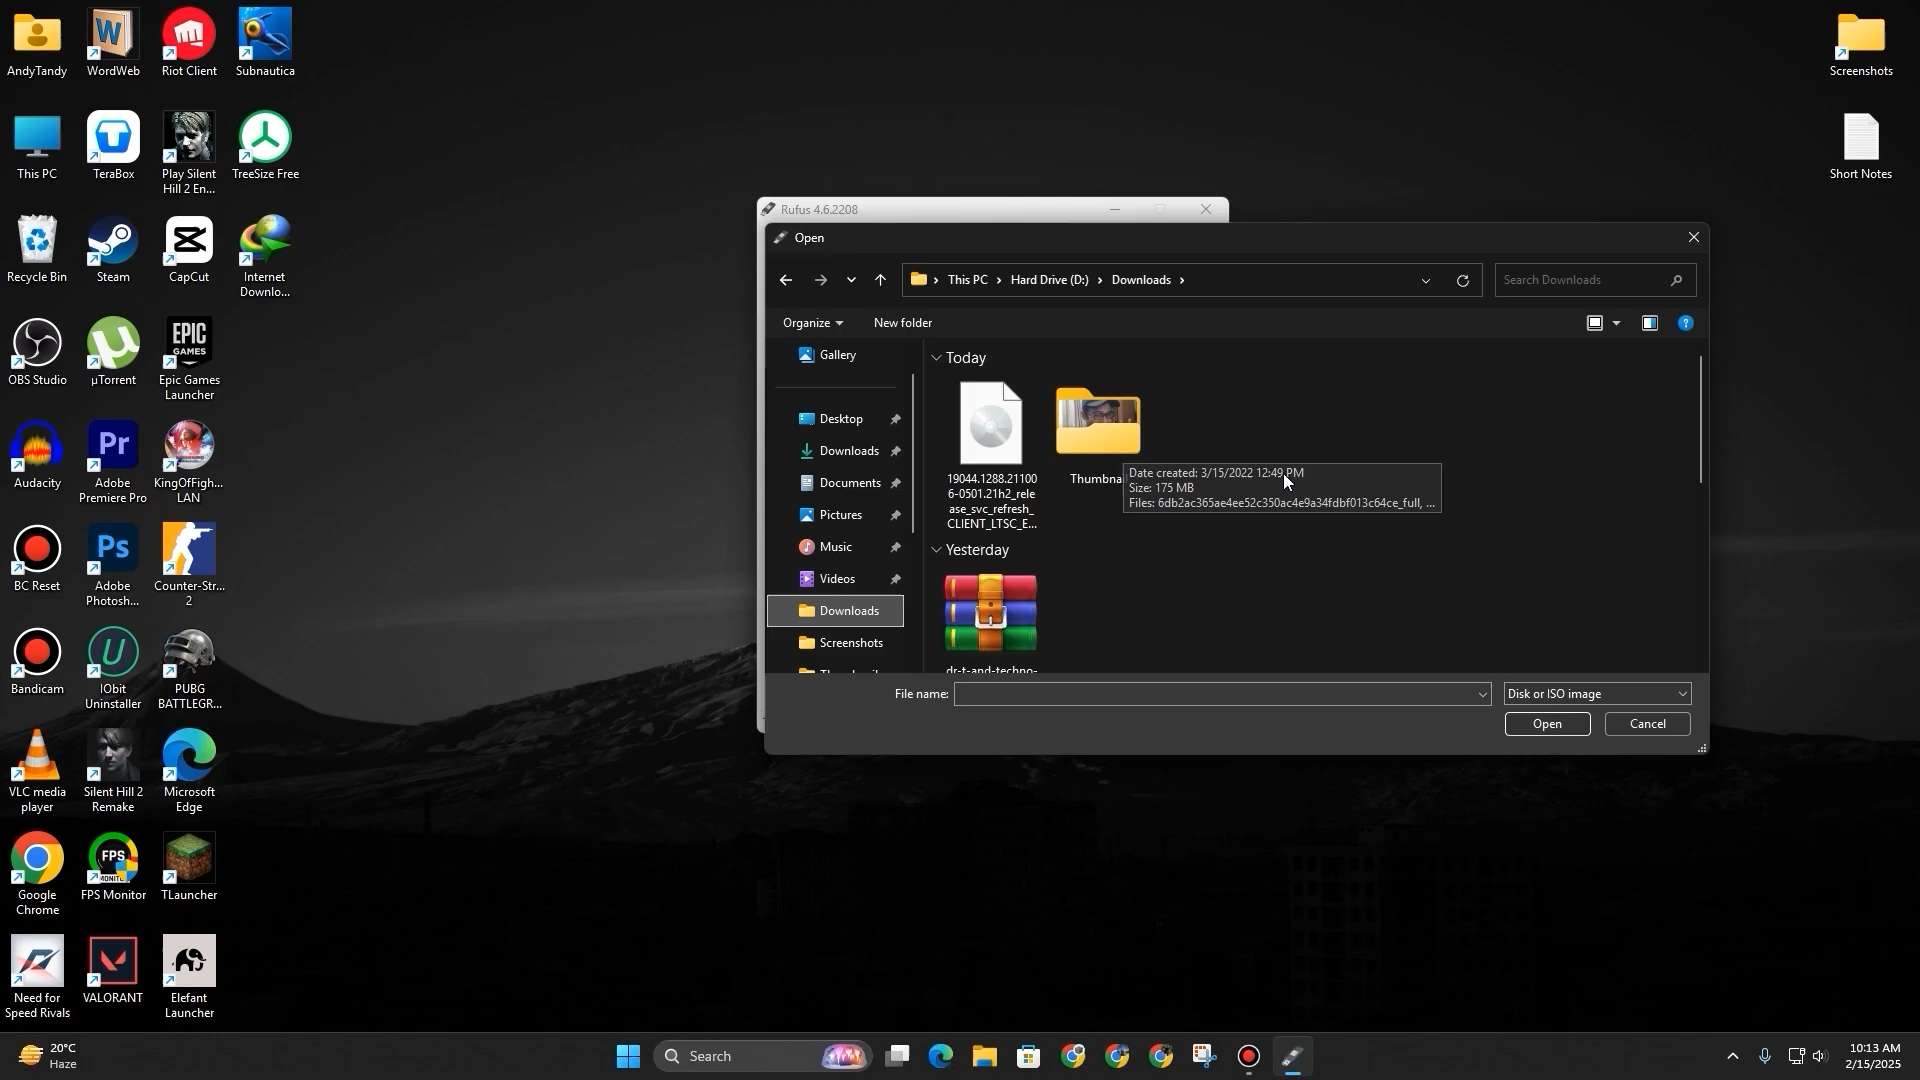 AndyTandy
WordWeb
Riot Client
Subnautica
This PC
TeraBox
Play Silent
Hill 2 En...
TreeSize Free
Recycle Bin
Steam
CapCut
Internet
Downlo...
OBS Studio
µTorrent
EPIC
GAMES
Epic Games
Launcher
Audacity
Pr
Adobe
Premiere Pro
KingOfFigh...
LAN
BC Reset
Ps
Adobe
Photosh...
Counter-Str...
2
Bandicam
IObit
Uninstaller
PUBG
BATTLEGR...
VLC media
player
Silent Hill 2
Remake
Microsoft
Edge
Google
Chrome
FPS
MONITOR
FPS Monitor
TLauncher
Need for
Speed Rivals
VALORANT
Elefant
Launcher
Screenshots
Short Notes
Rufus 4.6.2208
Open
This PC
Hard Drive (D:)
Downloads
Search Downloads
Organize
New folder
Gallery
Desktop
Downloads
Documents
Pictures
Music
Videos
Downloads
Screenshots
Today
19044.1288.21100
6-0501.21h2_rele
ase_svc_refresh_
CLIENT_LTSC_E...
Thumbna
Date created: 3/15/2022 12:49 PM
Size: 175 MB
Files: 6db2ac365ae4ee52c350ac4e9a34fdbf013c64ce_full, ...
Yesterday
dr-t-and-techno-
File name:
Disk or ISO image
Open
Cancel
20°C
Haze
Search
10:13 AM
2/15/2025